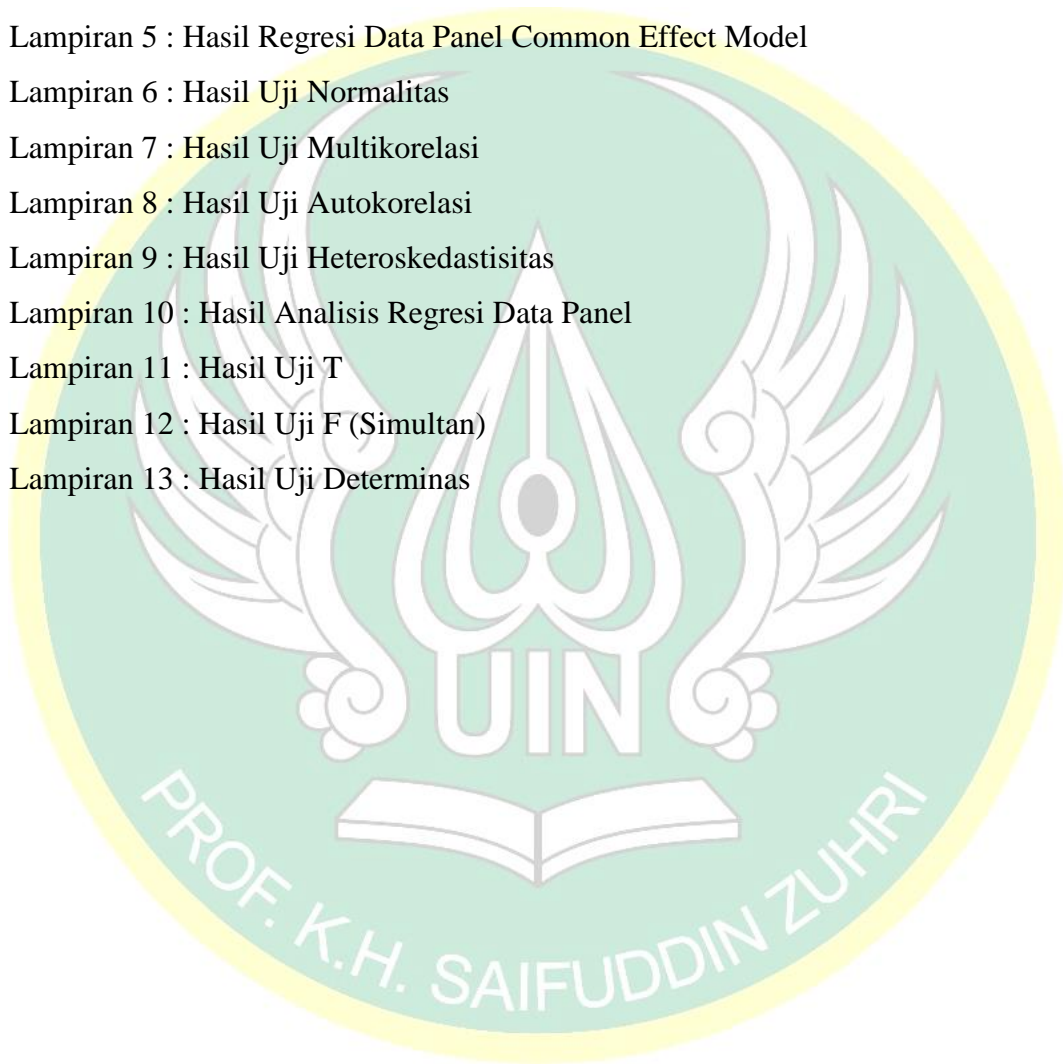 Lampiran 5 : Hasil Regresi Data Panel Common Effect Model
Lampiran 6 : Hasil Uji Normalitas
Lampiran 7 : Hasil Uji Multikorelasi
Lampiran 8 : Hasil Uji Autokorelasi
Lampiran 9 : Hasil Uji Heteroskedastisitas
Lampiran 10 : Hasil Analisis Regresi Data Panel
Lampiran 11 : Hasil Uji T
Lampiran 12 : Hasil Uji F (Simultan)
Lampiran 13 : Hasil Uji Determinas
UIN
PROF. K.H. SAIFUDDIN ZUHRI